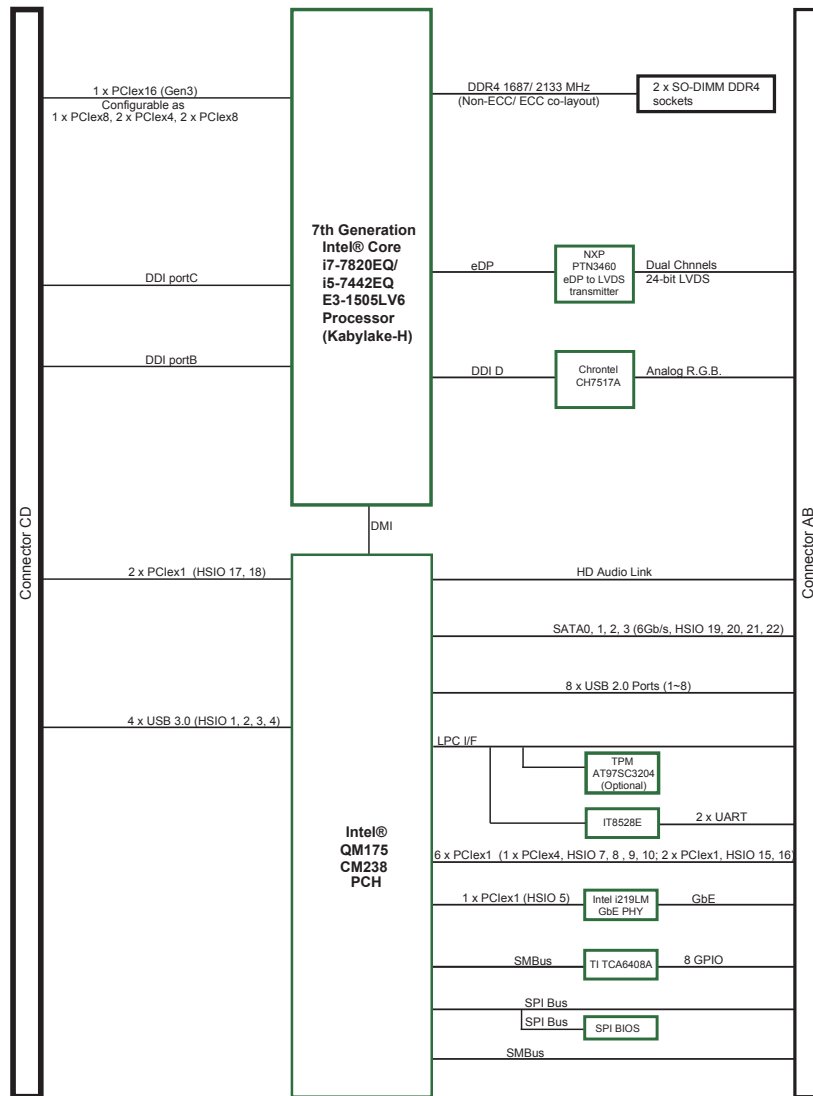 1 x PCIex16 (Gen3)
Configurable as
1 x PCIex8, 2 x PCIex4, 2 x PCIex8
DDR4 1687/ 2133 MHz
(Non-ECC/ ECC co-layout)
2 x SO-DIMM DDR4
sockets
7th Generation
Intel® Core
i7-7820EQ/
i5-7442EQ
E3-1505LV6
Processor
(Kabylake-H)
DDI portC
eDP
NXP
PTN3460
eDP to LVDS
transmitter
Dual Chnnels
24-bit LVDS
DDI portB
DDI D
Chrontel
CH7517A
Analog R.G.B.
Connector CD
DMI
Connector AB
2 x PCIex1 (HSIO 17, 18)
HD Audio Link
SATA0, 1, 2, 3 (6Gb/s, HSIO 19, 20, 21, 22)
8 x USB 2.0 Ports (1~8)
4 x USB 3.0 (HSIO 1, 2, 3, 4)
LPC I/F
TPM
AT97SC3204
(Optional)
IT8528E
2 x UART
Intel®
QM175
CM238
PCH
6 x PCIex1 (1 x PCIex4, HSIO 7, 8 , 9, 10; 2 x PCIex1, HSIO 15, 16)
1 x PCIex1 (HSIO 5)
Intel i219LM
GbE PHY
GbE
SMBus
TI TCA6408A
8 GPIO
SPI Bus
SPI Bus
SPI BIOS
SMBus